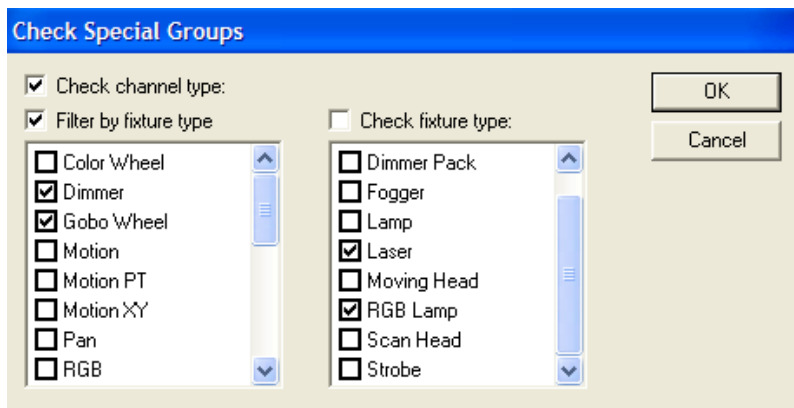 Check Special Groups
Check channel type:
Filter by fixture type
Check fixture type:
OK
Cancel
Color Wheel
Dimmer
Gobo Wheel
Motion
Motion PT
Motion XY
Pan
RGB
Dimmer Pack
Fogger
Lamp
Laser
Moving Head
RGB Lamp
Scan Head
Strobe